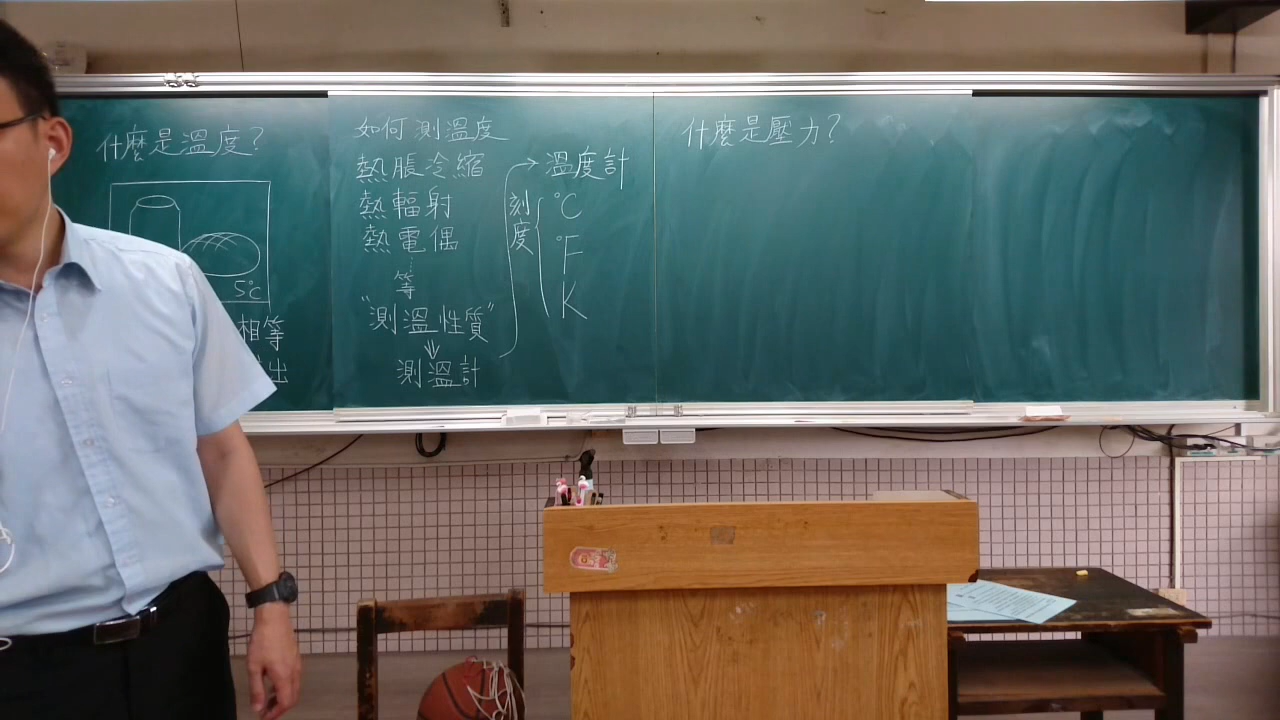 什麼是溫度?
5°C
相等
出
如何測溫度
熱脹冷縮
熱輻射
熱電偶
⋮
等
"測溫性質"
⇓
測溫計
→溫度計
刻度
°C
°F
K
什麼是壓力?